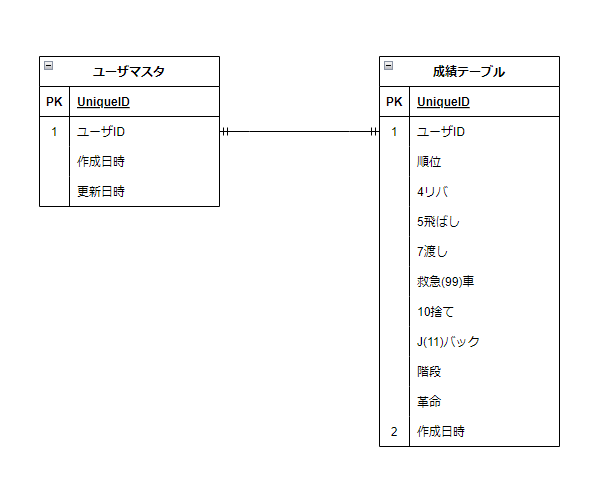 ユーザマスタ
PK UniqueID
1 ユーザID
作成日時
更新日時
成績テーブル
PK UniqueID
1 ユーザID
順位
4リバ
5飛ばし
7渡し
救急(99)車
10捨て
J(11)バック
階段
革命
2 作成日時